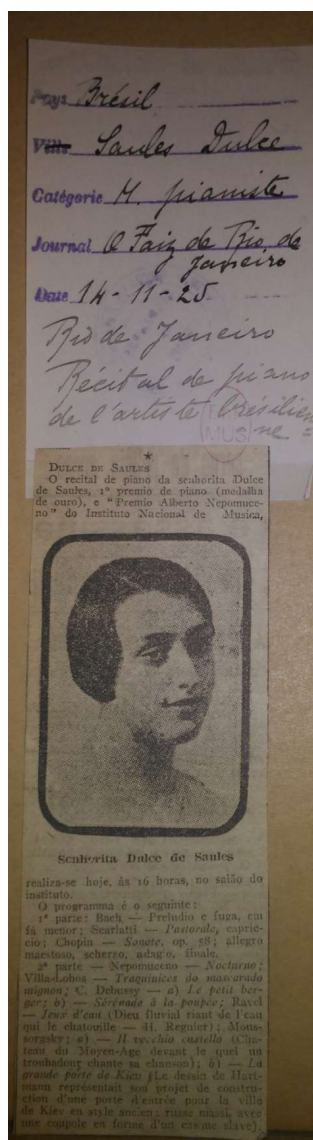 Pays Brésil
Ville Saules Dulce
Catégorie M. pianiste
Journal O Paiz de Rio de
Janeiro
Date 14-11-25
Rio de Janeiro
Récital de piano
de l'artiste brésilien
ne =
MUS
*
DULCE DE SAULES
O recital de piano da senhorita Dulce
de Saules, 1º premio de piano (medalha
de ouro), e "Premio Alberto Nepomuce-
no" do Instituto Nacional de Musica,
Senhorita Dulce de Saules
realiza-se hoje, ás 16 horas, no salão do
instituto.
O programma é o seguinte:
1ª parte: Bach — Preludio e fuga, em
fá menor; Scarlatti — Pastorale, capric-
cio; Chopin — Sonate, op. 58; allegro
maestoso, scherzo, adagio, finale.
2ª parte — Nepomuceno — Nocturno;
Villa-Lobos — Traquinices do mascarado
mignon; C. Debussy — a) Le petit ber-
ger; b) — Sérénade à la poupée; Ravel
— Jeux d'eau (Dieu fluvial riant de l'eau
qui le chatouille — H. Regnier); Mous-
sorgsky; a) — Il vecchio castello (Cha-
teau du Moyen-Age devant le quel un
troubadour chante sa chanson); b) — La
grande porte de Kiew (Le dessin de Hart-
mann représentait son projet de construc-
tion d'une porte d'entrée pour la ville
de Kiev en style ancien russe massif, avec
une coupole en forme d'un casque slave).